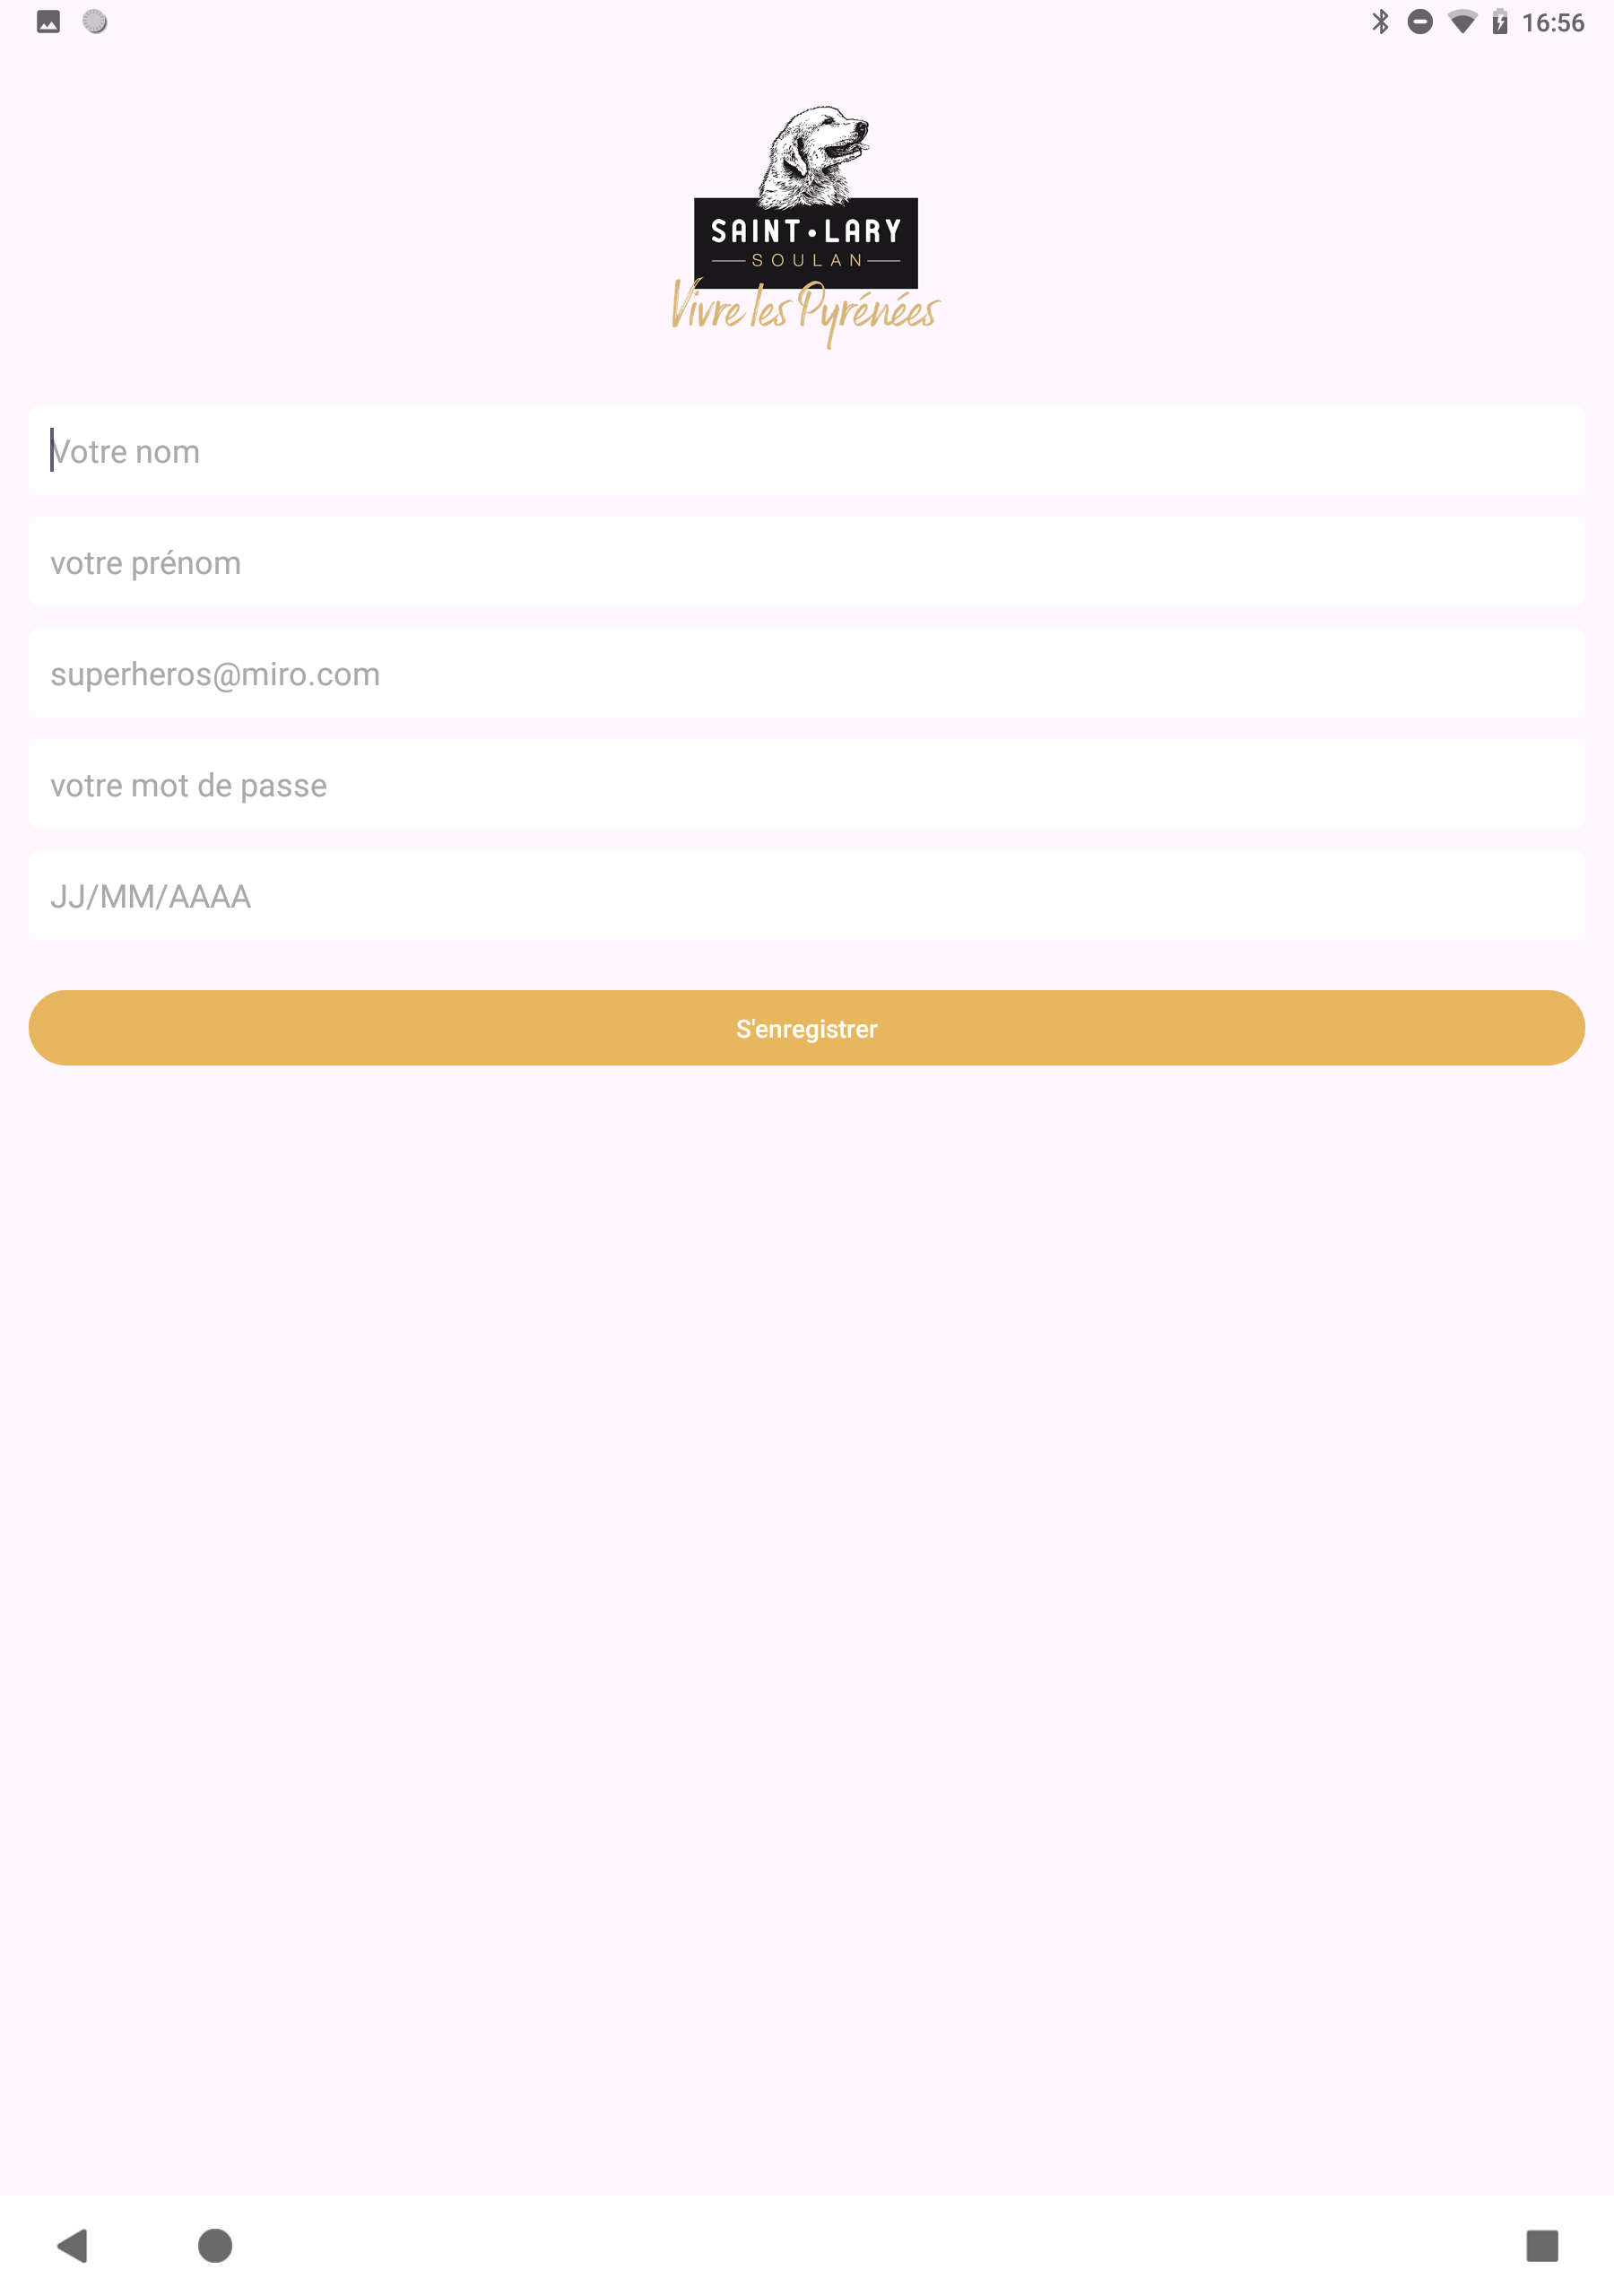 16:56
SAINT•LARY
SOULAN
Vivre les Pyrénées
Votre nom
votre prénom
superheros@miro.com
votre mot de passe
JJ/MM/AAAA
S'enregistrer